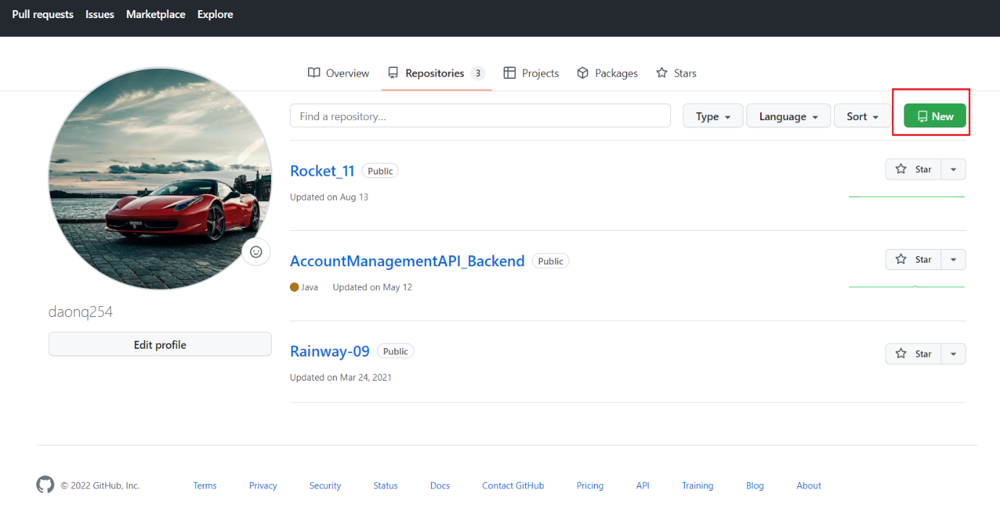 Pull requests Issues Marketplace Explore
Overview Repositories 3 Projects Packages Stars
Find a repository... Type Language Sort New
Rocket_11 Public Star
Updated on Aug 13
AccountManagementAPI_Backend Public Star
Java Updated on May 12
daonq254
Edit profile
Rainway-09 Public Star
Updated on Mar 24, 2021
© 2022 GitHub, Inc. Terms Privacy Security Status Docs Contact GitHub Pricing API Training Blog About